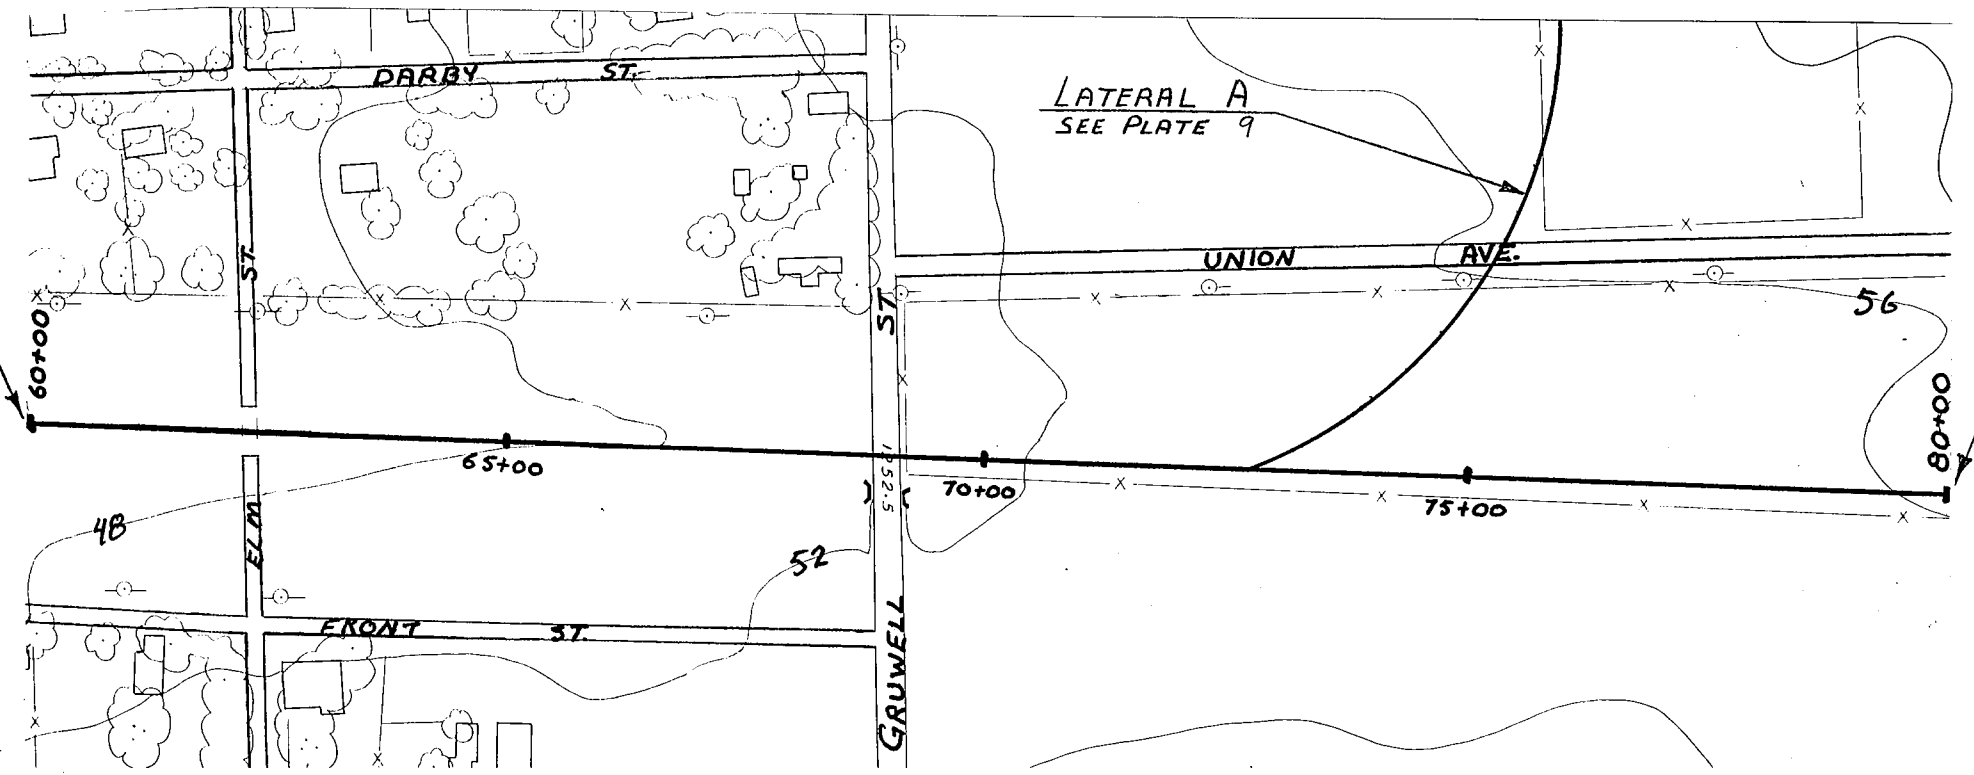 DARBY ST.
LATERAL A
SEE PLATE 9
ST.
UNION AVE.
56
ST
60+00
80+00
65+00
1252.5
70+00
75+00
48
ELM
52
FRONT ST.
GRUWELL